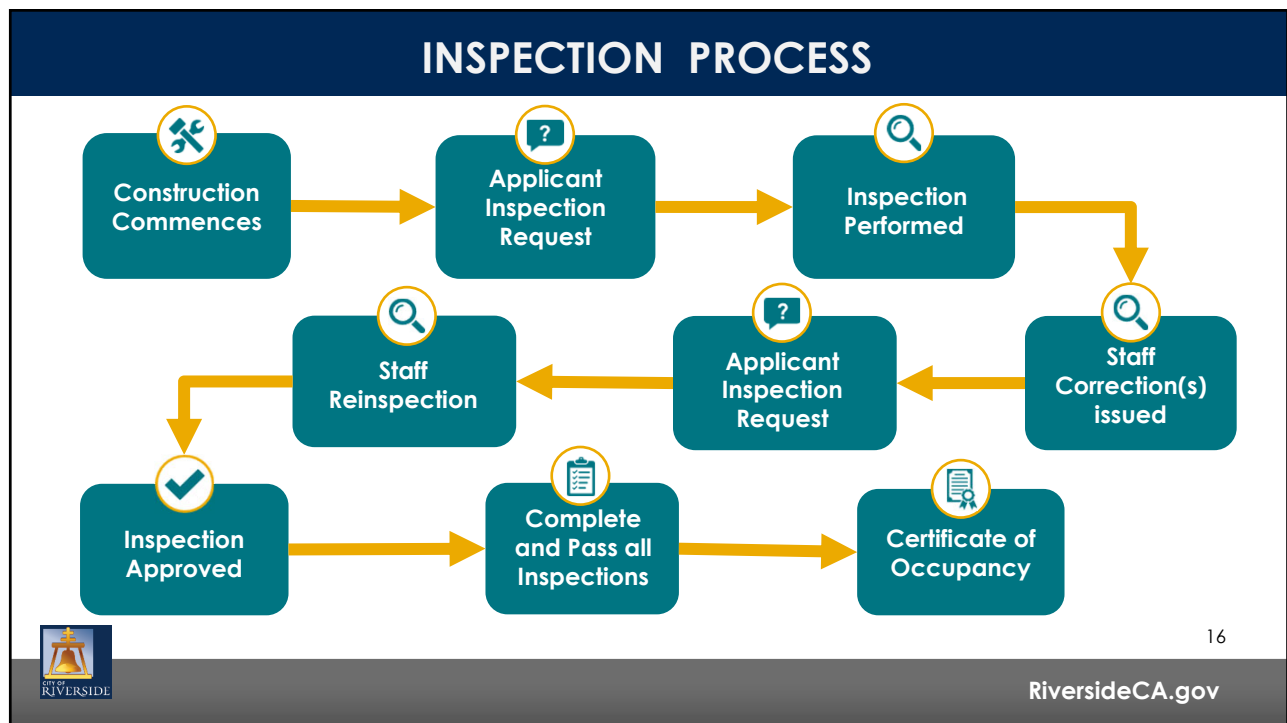 INSPECTION PROCESS
Construction
Commences
?
Applicant
Inspection
Request
Inspection
Performed
Staff
Correction(s)
issued
?
Applicant
Inspection
Request
Staff
Reinspection
Inspection
Approved
Complete
and Pass all
Inspections
Certificate of
Occupancy
16
CITY OF
RIVERSIDE
RiversideCA.gov